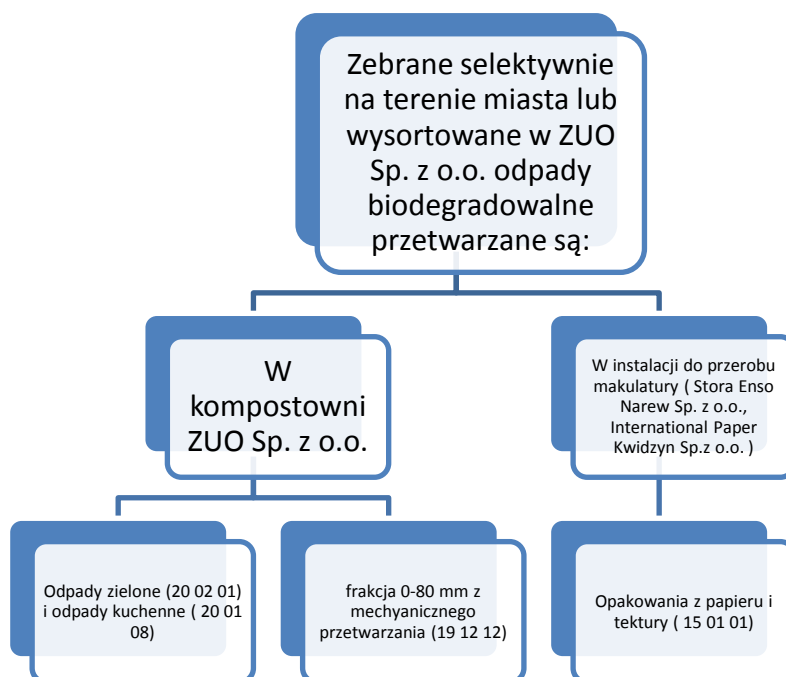 Zebrane selektywnie
na terenie miasta lub
wysortowane w ZUO
Sp. z o.o. odpady
biodegradowalne
przetwarzane są:
W
kompostowni
ZUO Sp. z o.o.
W instalacji do przerobu
makulatury ( Stora Enso
Narew Sp. z o.o.,
International Paper
Kwidzyn Sp.z o.o. )
Odpady zielone (20 02 01)
i odpady kuchenne ( 20 01
08)
frakcja 0-80 mm z
mechyanicznego
przetwarzania (19 12 12)
Opakowania z papieru i
tektury ( 15 01 01)